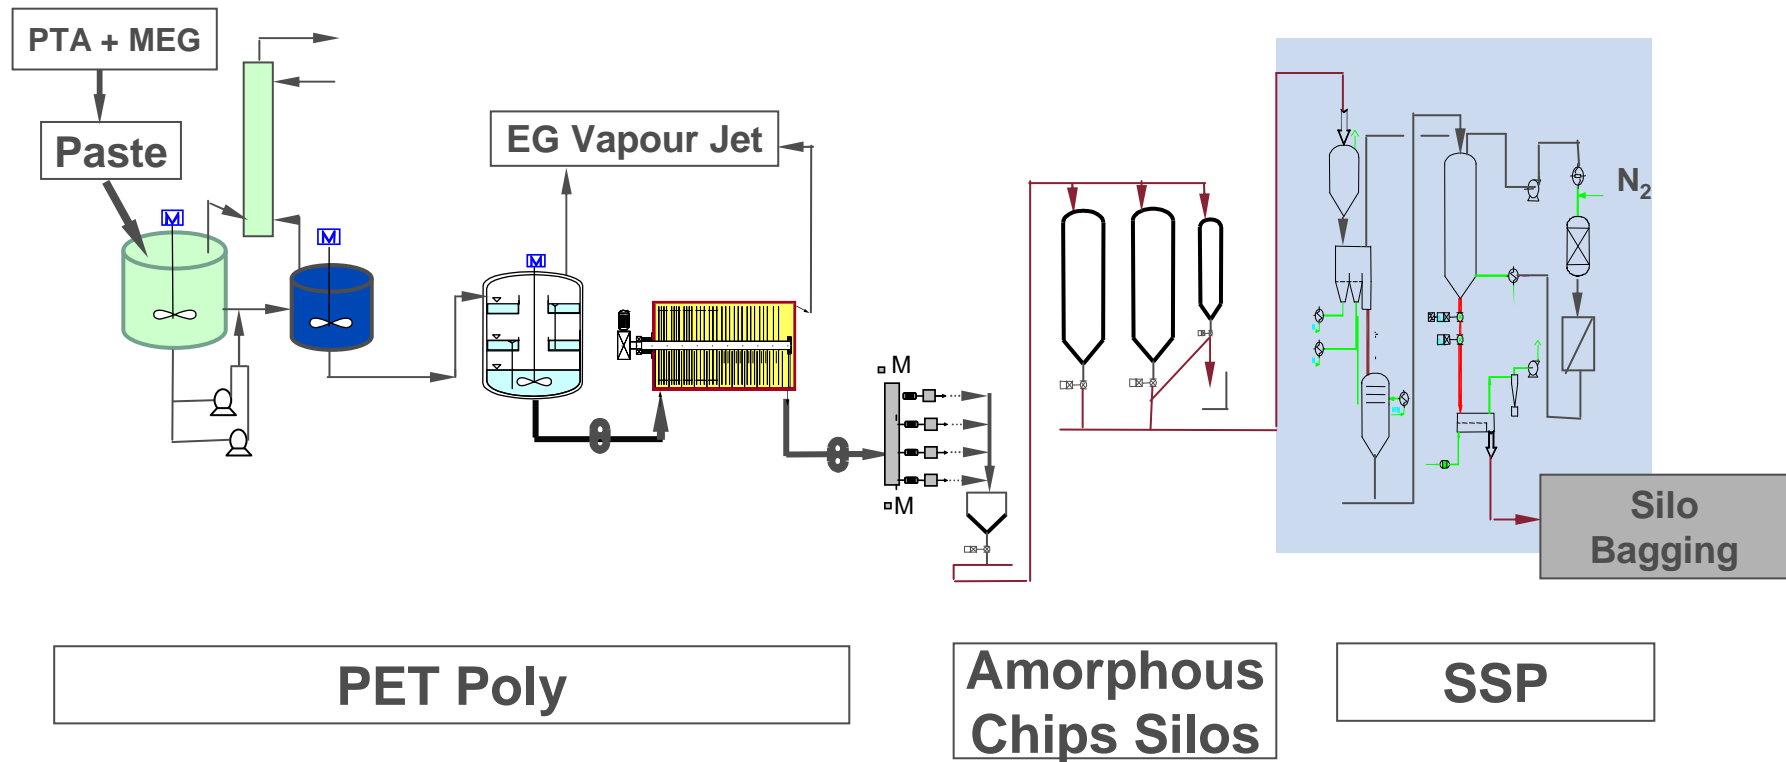 PTA + MEG
Paste
M
M
EG Vapour Jet
M
M
M
N2
Silo
Bagging
PET Poly
Amorphous
Chips Silos
SSP